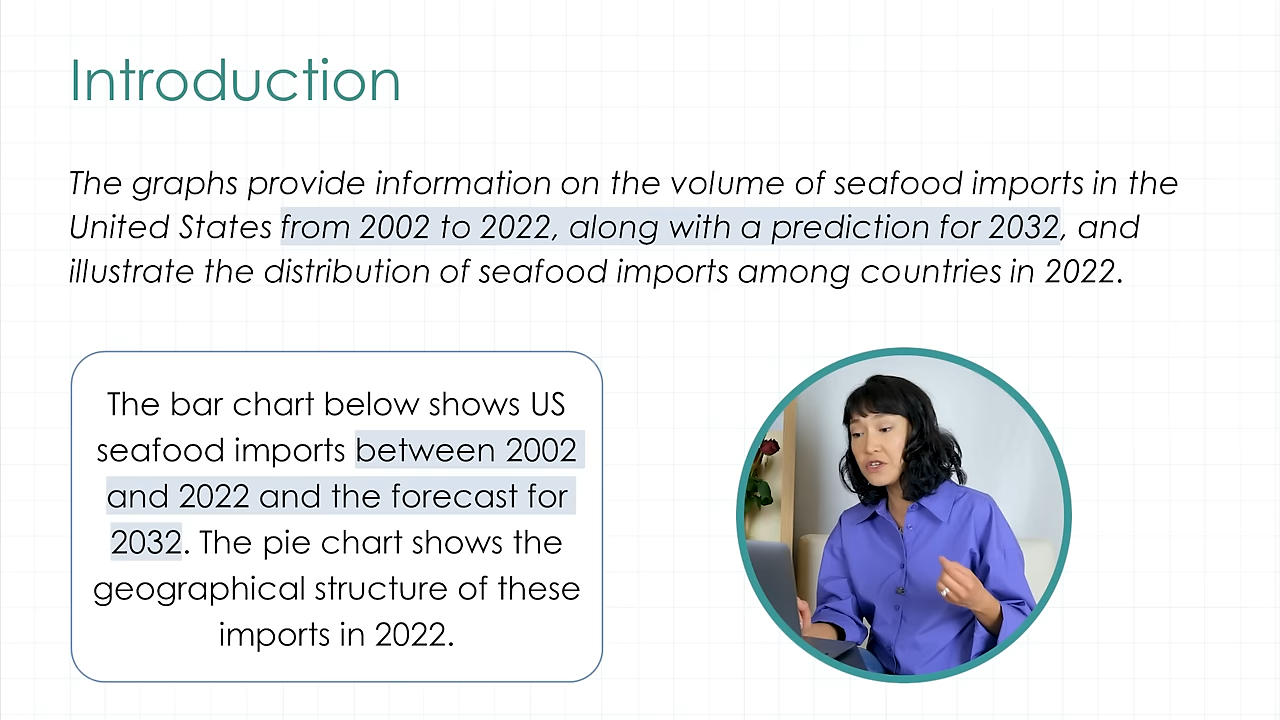 Introduction
The graphs provide information on the volume of seafood imports in the
United States from 2002 to 2022, along with a prediction for 2032, and
illustrate the distribution of seafood imports among countries in 2022.
The bar chart below shows US
seafood imports between 2002
and 2022 and the forecast for
2032. The pie chart shows the
geographical structure of these
imports in 2022.